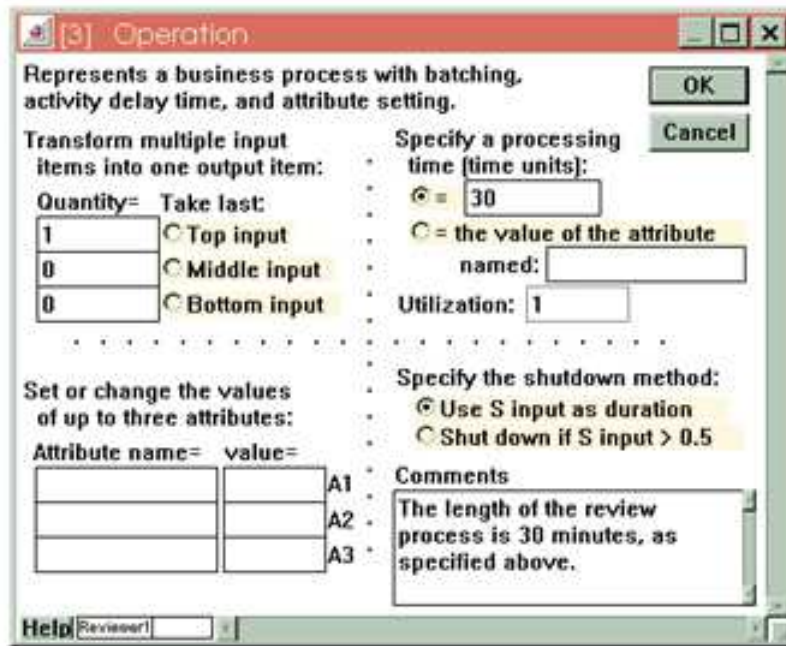 [3] Operation
Represents a business process with batching,
activity delay time, and attribute setting.
OK
Cancel
Transform multiple input
items into one output item:
Quantity= Take last:
1 Top input
0 Middle input
0 Bottom input
Specify a processing
time [time units]:
= 30
= the value of the attribute
named:
Utilization: 1
Set or change the values
of up to three attributes:
Attribute name= value=
A1
A2
A3
Specify the shutdown method:
Use S input as duration
Shut down if S input > 0.5
Comments
The length of the review
process is 30 minutes, as
specified above.
Help Reviewer1